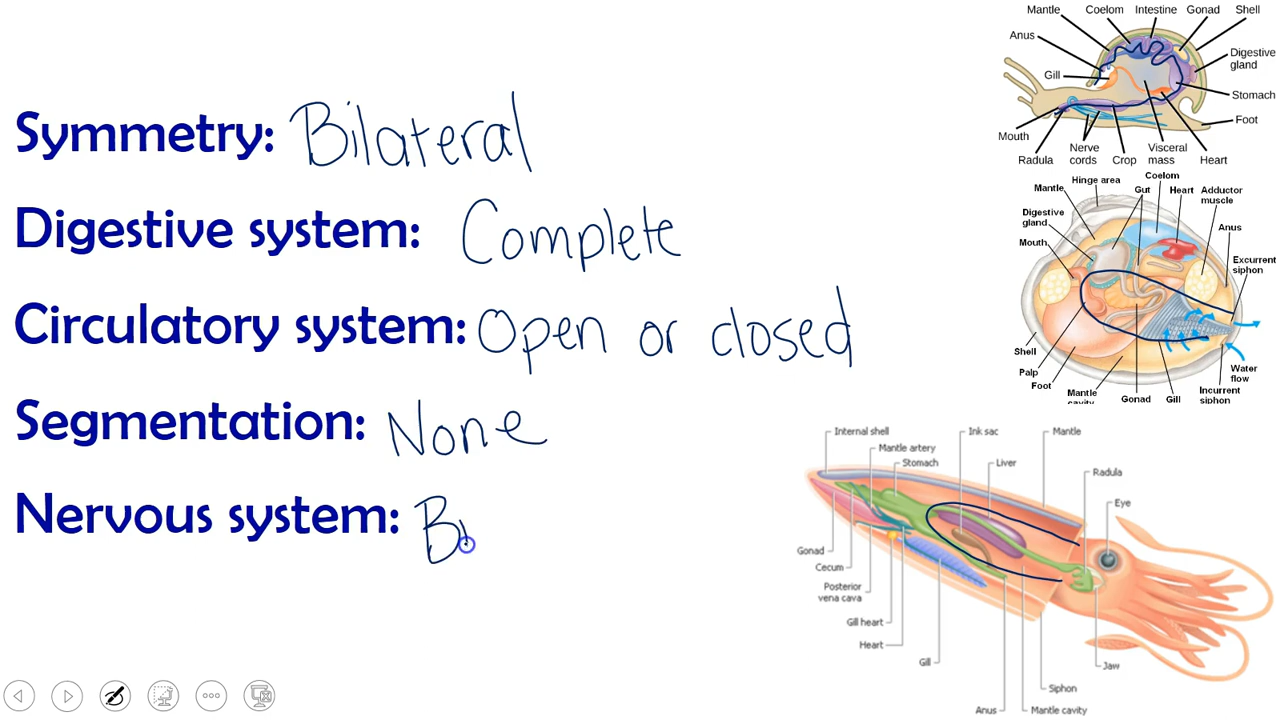 Symmetry: Bilateral
Digestive system: Complete
Circulatory system: Open or closed
Segmentation: None
Nervous system: B
Mantle
Coelom
Intestine
Gonad
Shell
Anus
Digestive
gland
Gill
Stomach
Foot
Mouth
Radula
Nerve
cords
Crop
Visceral
mass
Heart
Hinge area
Coelom
Mantle
Gut
Heart
Adductor
muscle
Digestive
gland
Mouth
Anus
Excurrent
siphon
Shell
Palp
Foot
Mantle
cavity
Gonad
Gill
Incurrent
siphon
Water
flow
Internal shell
Ink sac
Mantle
Mantle artery
Stomach
Liver
Radula
Eye
Gonad
Cecum
Posterior
vena cava
Gill heart
Heart
Gill
Jaw
Siphon
Anus
Mantle cavity